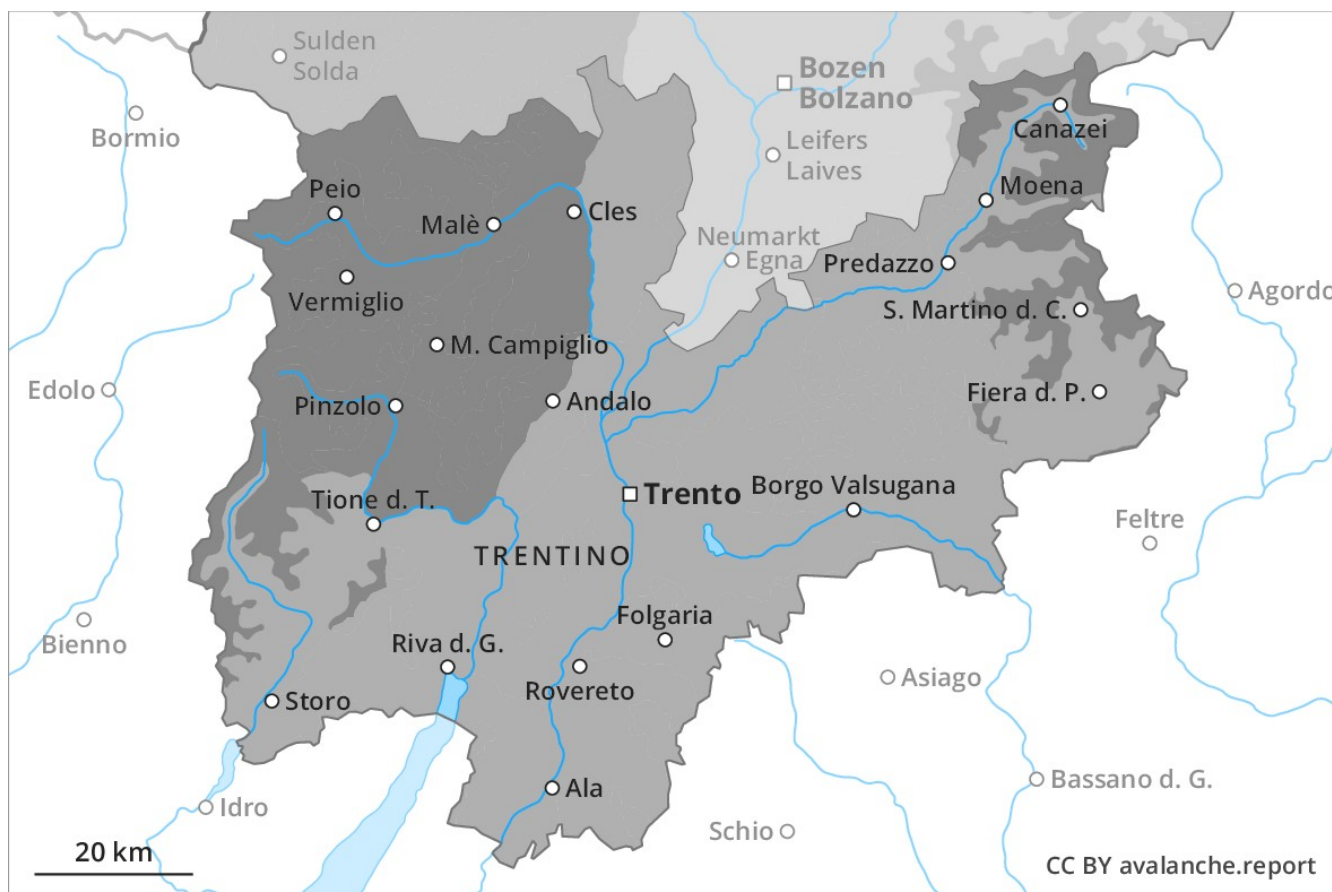 Sulden
Solda
Bozen
Bolzano
Bormio
Canazei
Leifers
Laives
Peio
Moena
Malè
Cles
Neumarkt
Egna
Predazzo
Vermiglio
Agordo
S. Martino d. C.
M. Campiglio
Edolo
Pinzolo
Andalo
Fiera d. P.
Trento
Borgo Valsugana
Tione d. T.
Feltre
TRENTINO
Folgaria
Bienno
Riva d. G.
Asiago
Rovereto
Storo
Bassano d. G.
Ala
Idro
Schio
20 km
CC BY avalanche.report